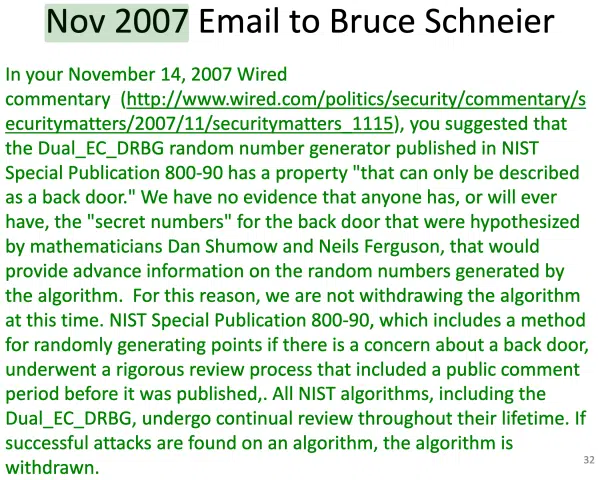 Nov 2007 Email to Bruce Schneier
In your November 14, 2007 Wired
commentary (http://www.wired.com/politics/security/commentary/s
ecuritymatters/2007/11/securitymatters_1115), you suggested that
the Dual_EC_DRBG random number generator published in NIST
Special Publication 800-90 has a property "that can only be described
as a back door." We have no evidence that anyone has, or will ever
have, the "secret numbers" for the back door that were hypothesized
by mathematicians Dan Shumow and Neils Ferguson, that would
provide advance information on the random numbers generated by
the algorithm. For this reason, we are not withdrawing the algorithm
at this time. NIST Special Publication 800-90, which includes a method
for randomly generating points if there is a concern about a back door,
underwent a rigorous review process that included a public comment
period before it was published,. All NIST algorithms, including the
Dual_EC_DRBG, undergo continual review throughout their lifetime. If
successful attacks are found on an algorithm, the algorithm is
withdrawn.
32